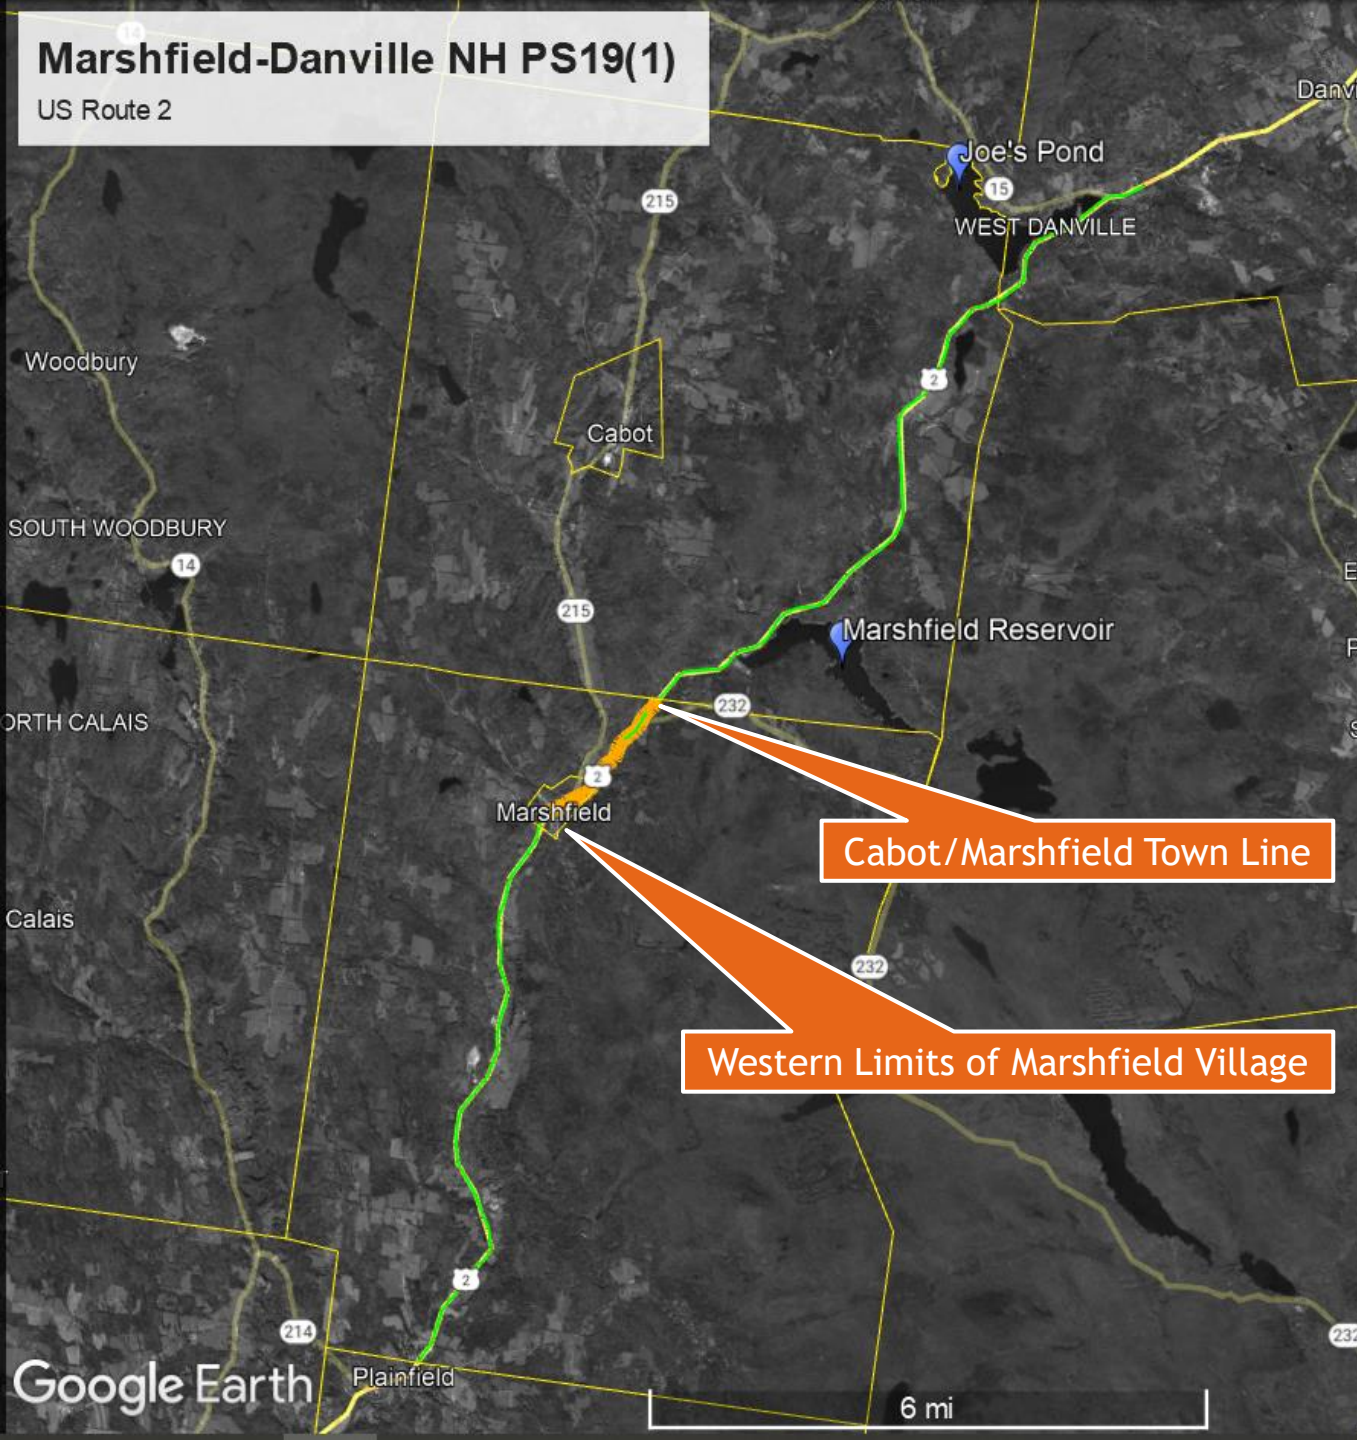 14
Marshfield-Danville NH PS19(1)
US Route 2
Danvi
Joe's Pond
15
215
WEST DANVILLE
Woodbury
2
Cabot
SOUTH WOODBURY
14
215
Marshfield Reservoir
232
ORTH CALAIS
2
Marshfield
Cabot/Marshfield Town Line
Calais
232
Western Limits of Marshfield Village
2
214
232
Google Earth
Plainfield
6 mi